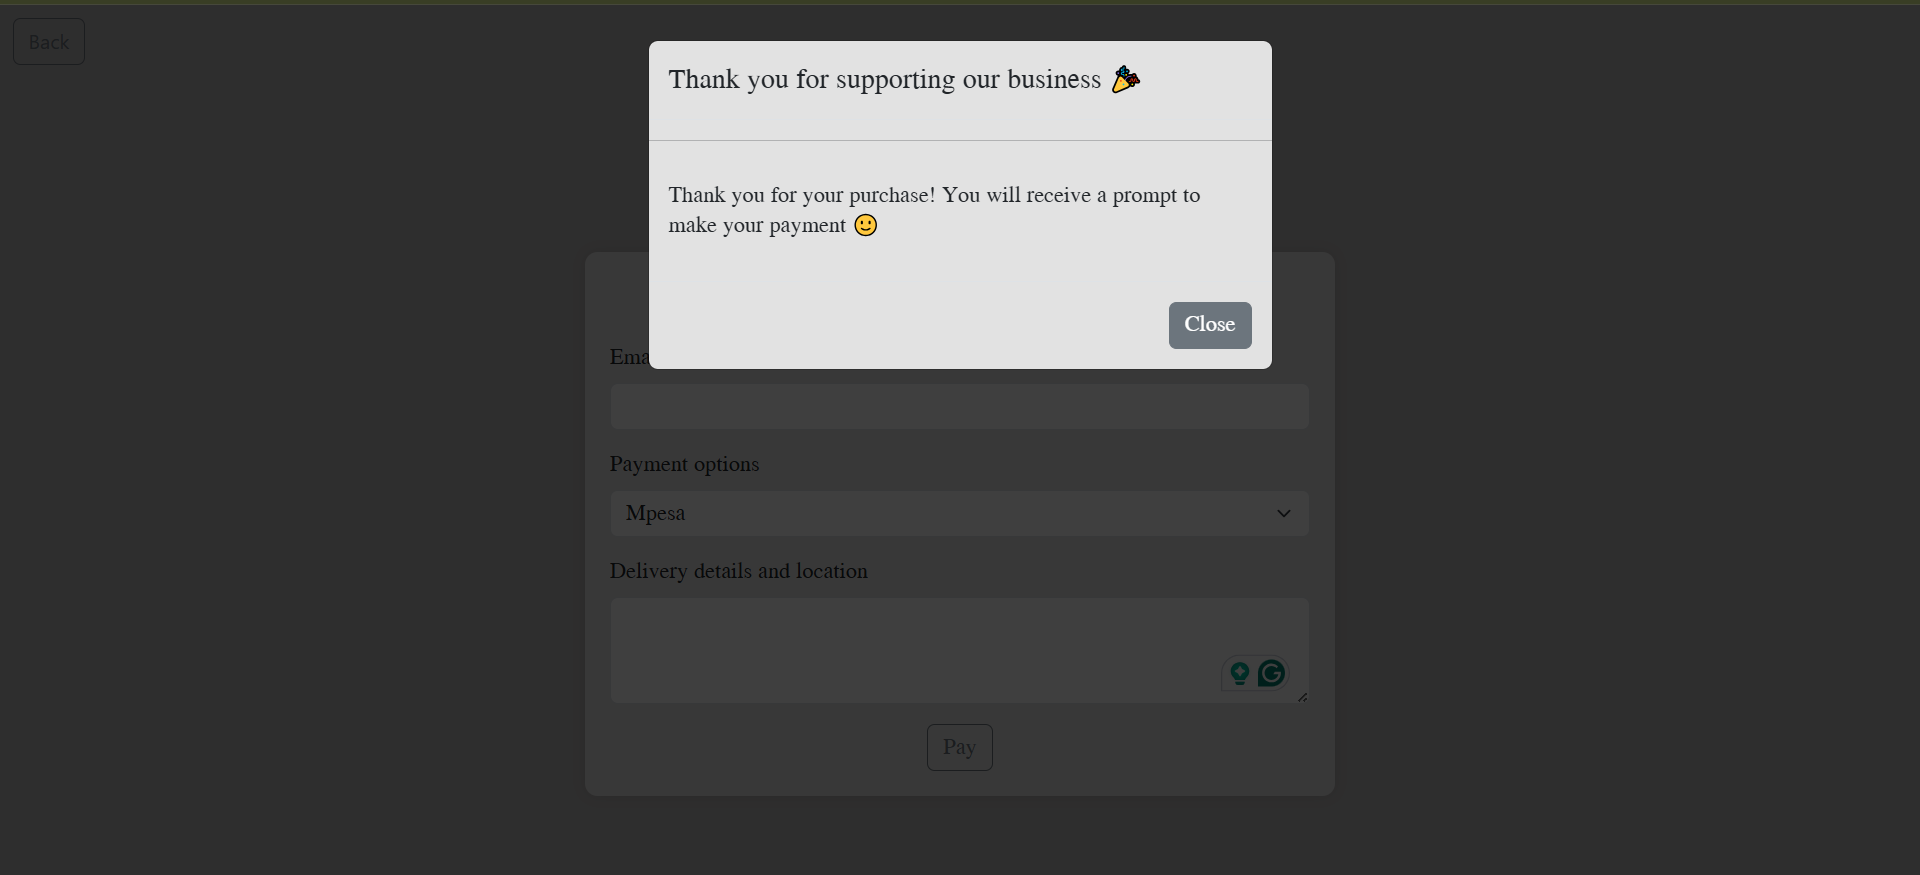 Back
Thank you for supporting our business 🎉
Thank you for your purchase! You will receive a prompt to
make your payment 🙂
Close
Ema
Payment options
Mpesa
Delivery details and location
Pay